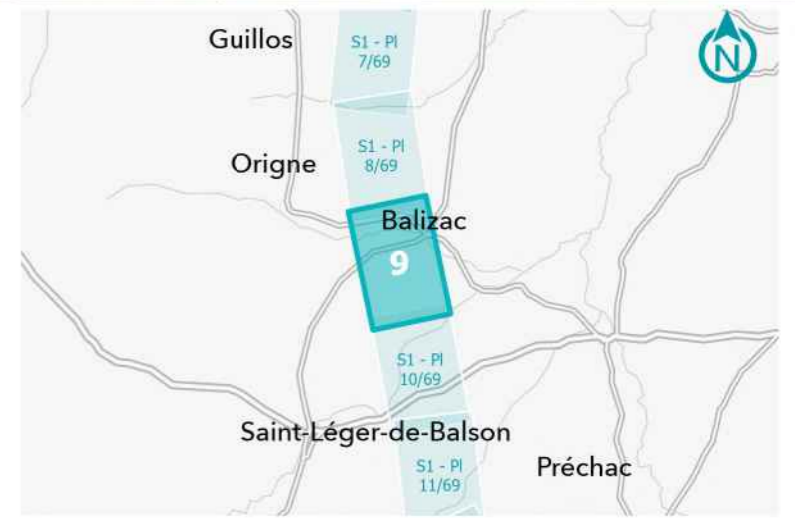 Guillos
S1 - Pl
7/69
N
Origne
S1 - Pl
8/69
Balizac
9
S1 - Pl
10/69
Saint-Léger-de-Balson
S1 - Pl
11/69
Préchac